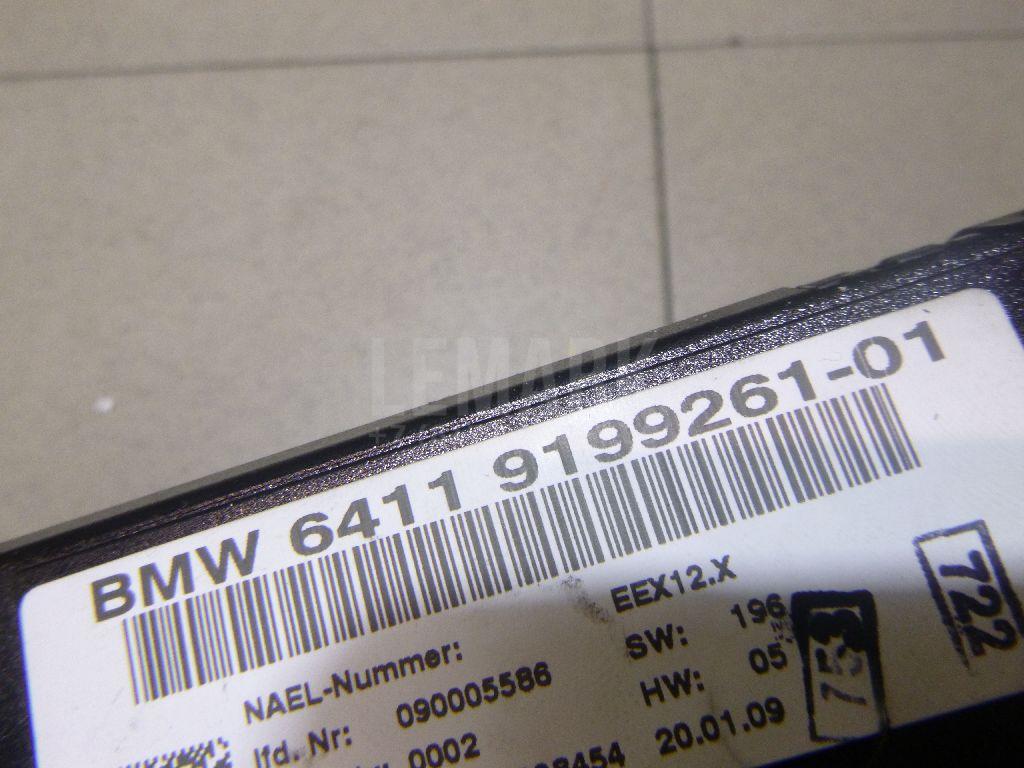 LEMARK
BMW 6411 9199261-01
EEX12.X
NAEL-Nummer:
SW: 196
lfd. Nr: 090005586
HW: 05
0002
20.01.09
722